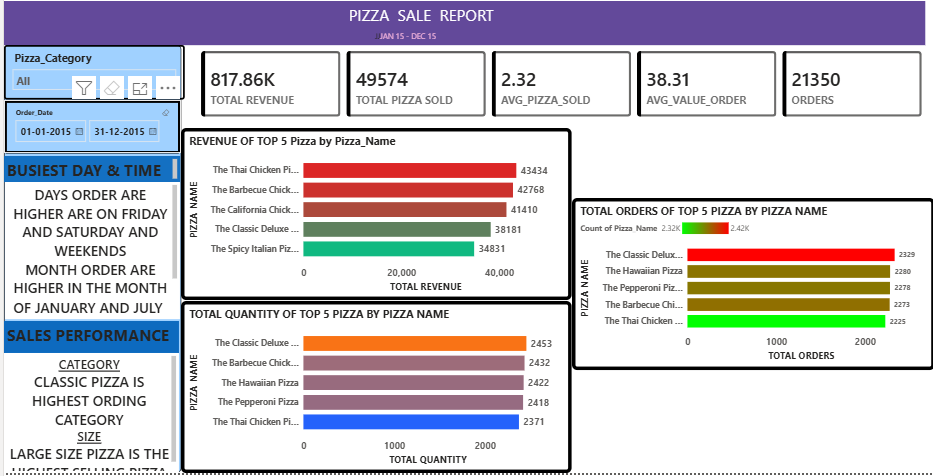 PIZZA SALE REPORT
JAN 15 - DEC 15
Pizza_Category
All
Order_Date
01-01-2015
31-12-2015
817.86K
TOTAL REVENUE
49574
TOTAL PIZZA SOLD
2.32
AVG_PIZZA_SOLD
38.31
AVG_VALUE_ORDER
21350
ORDERS
BUSIEST DAY & TIME
DAYS ORDER ARE
HIGHER ARE ON FRIDAY
AND SATURDAY AND
WEEKENDS
MONTH ORDER ARE
HIGHER IN THE MONTH
OF JANUARY AND JULY
SALES PERFORMANCE
CATEGORY
CLASSIC PIZZA IS
HIGHEST ORDING
CATEGORY
SIZE
LARGE SIZE PIZZA IS THE
HIGHEST SELLING PIZZA
REVENUE OF TOP 5 Pizza by Pizza_Name
PIZZA NAME
The Thai Chicken Pi... 43434
The Barbecue Chick... 42768
The California Chick... 41410
The Classic Deluxe ... 38181
The Spicy Italian Piz... 34831
0 20,000 40,000
TOTAL REVENUE
TOTAL QUANTITY OF TOP 5 PIZZA BY PIZZA NAME
PIZZA NAME
The Classic Deluxe ... 2453
The Barbecue Chick... 2432
The Hawaiian Pizza 2422
The Pepperoni Pizza 2418
The Thai Chicken Pi... 2371
0 1000 2000
TOTAL QUANTITY
TOTAL ORDERS OF TOP 5 PIZZA BY PIZZA NAME
Count of Pizza_Name 2.32K 2.42K
PIZZA NAME
The Classic Delux... 2329
The Hawaiian Pizza 2280
The Pepperoni Piz... 2278
The Barbecue Chi... 2273
The Thai Chicken ... 2225
0 1000 2000
TOTAL ORDERS